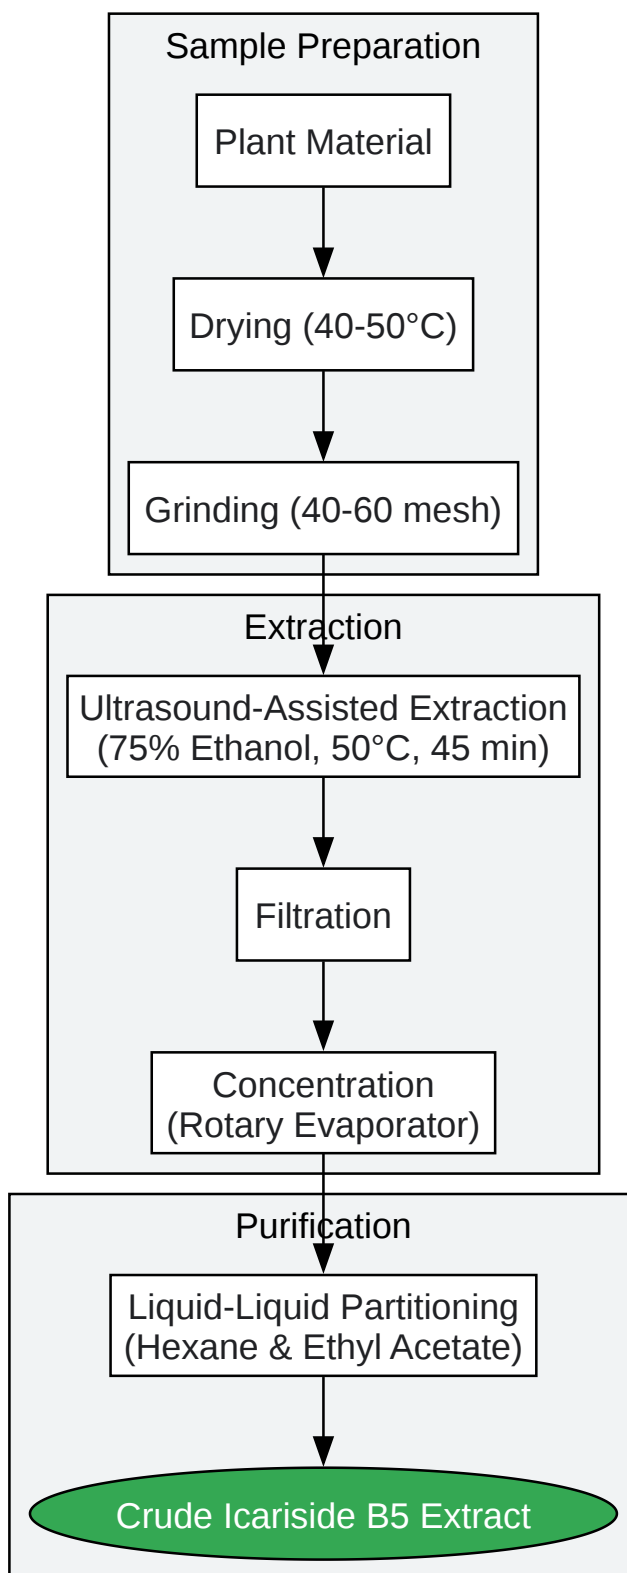 Sample Preparation
Plant Material
Drying (40-50°C)
Grinding (40-60 mesh)
Extraction
Ultrasound-Assisted Extraction
(75% Ethanol, 50°C, 45 min)
Filtration
Concentration
(Rotary Evaporator)
Purification
Liquid-Liquid Partitioning
(Hexane & Ethyl Acetate)
Crude Icariside B5 Extract